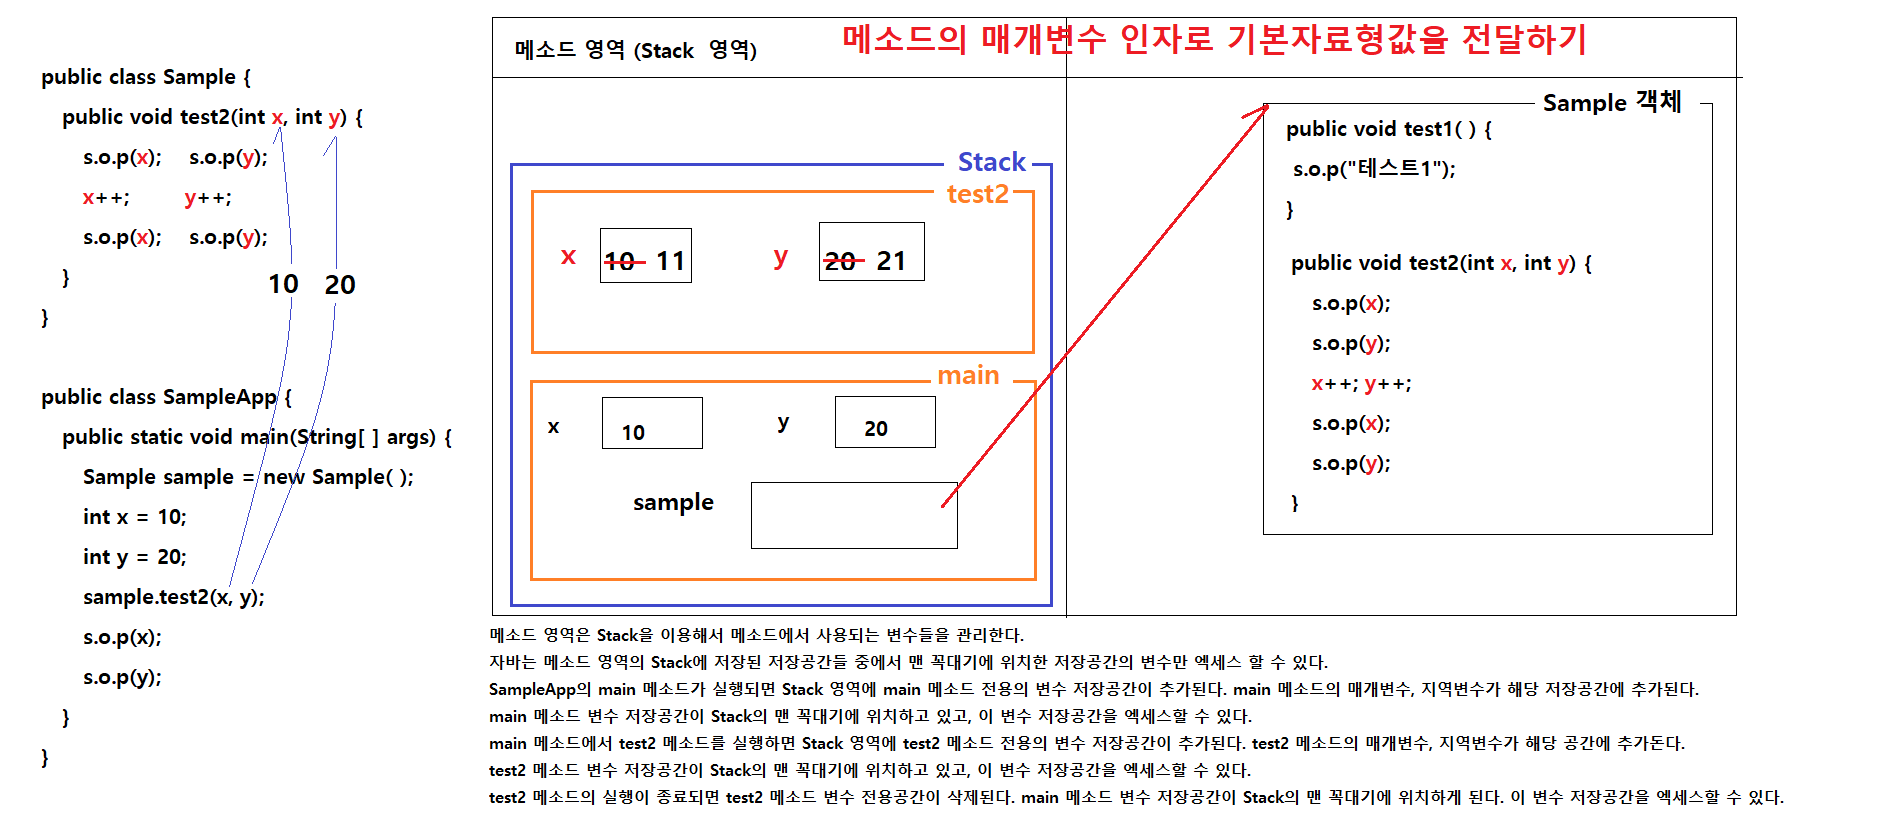 public class Sample {
public void test2(int x, int y) {
s.o.p(x); s.o.p(y);
x++; y++;
s.o.p(x); s.o.p(y);
}
10 20
}
public class SampleApp {
public static void main(String[ ] args) {
Sample sample = new Sample( );
int x = 10;
int y = 20;
sample.test2(x, y);
s.o.p(x);
s.o.p(y);
}
}
메소드 영역 (Stack 영역)
메소드의 매개변수 인자로 기본자료형값을 전달하기
Stack
test2
x 10 11 y 20 21
main
x 10 y 20
sample
Sample 객체
public void test1( ) {
s.o.p("테스트1");
}
public void test2(int x, int y) {
s.o.p(x);
s.o.p(y);
x++; y++;
s.o.p(x);
s.o.p(y);
}
메소드 영역은 Stack을 이용해서 메소드에서 사용되는 변수들을 관리한다.
자바는 메소드 영역의 Stack에 저장된 저장공간들 중에서 맨 꼭대기에 위치한 저장공간의 변수만 엑세스 할 수 있다.
SampleApp의 main 메소드가 실행되면 Stack 영역에 main 메소드 전용의 변수 저장공간이 추가된다. main 메소드의 매개변수, 지역변수가 해당 저장공간에 추가된다.
main 메소드 변수 저장공간이 Stack의 맨 꼭대기에 위치하고 있고, 이 변수 저장공간을 엑세스할 수 있다.
main 메소드에서 test2 메소드를 실행하면 Stack 영역에 test2 메소드 전용의 변수 저장공간이 추가된다. test2 메소드의 매개변수, 지역변수가 해당 공간에 추가돈다.
test2 메소드 변수 저장공간이 Stack의 맨 꼭대기에 위치하고 있고, 이 변수 저장공간을 엑세스할 수 있다.
test2 메소드의 실행이 종료되면 test2 메소드 변수 전용공간이 삭제된다. main 메소드 변수 저장공간이 Stack의 맨 꼭대기에 위치하게 된다. 이 변수 저장공간을 엑세스할 수 있다.